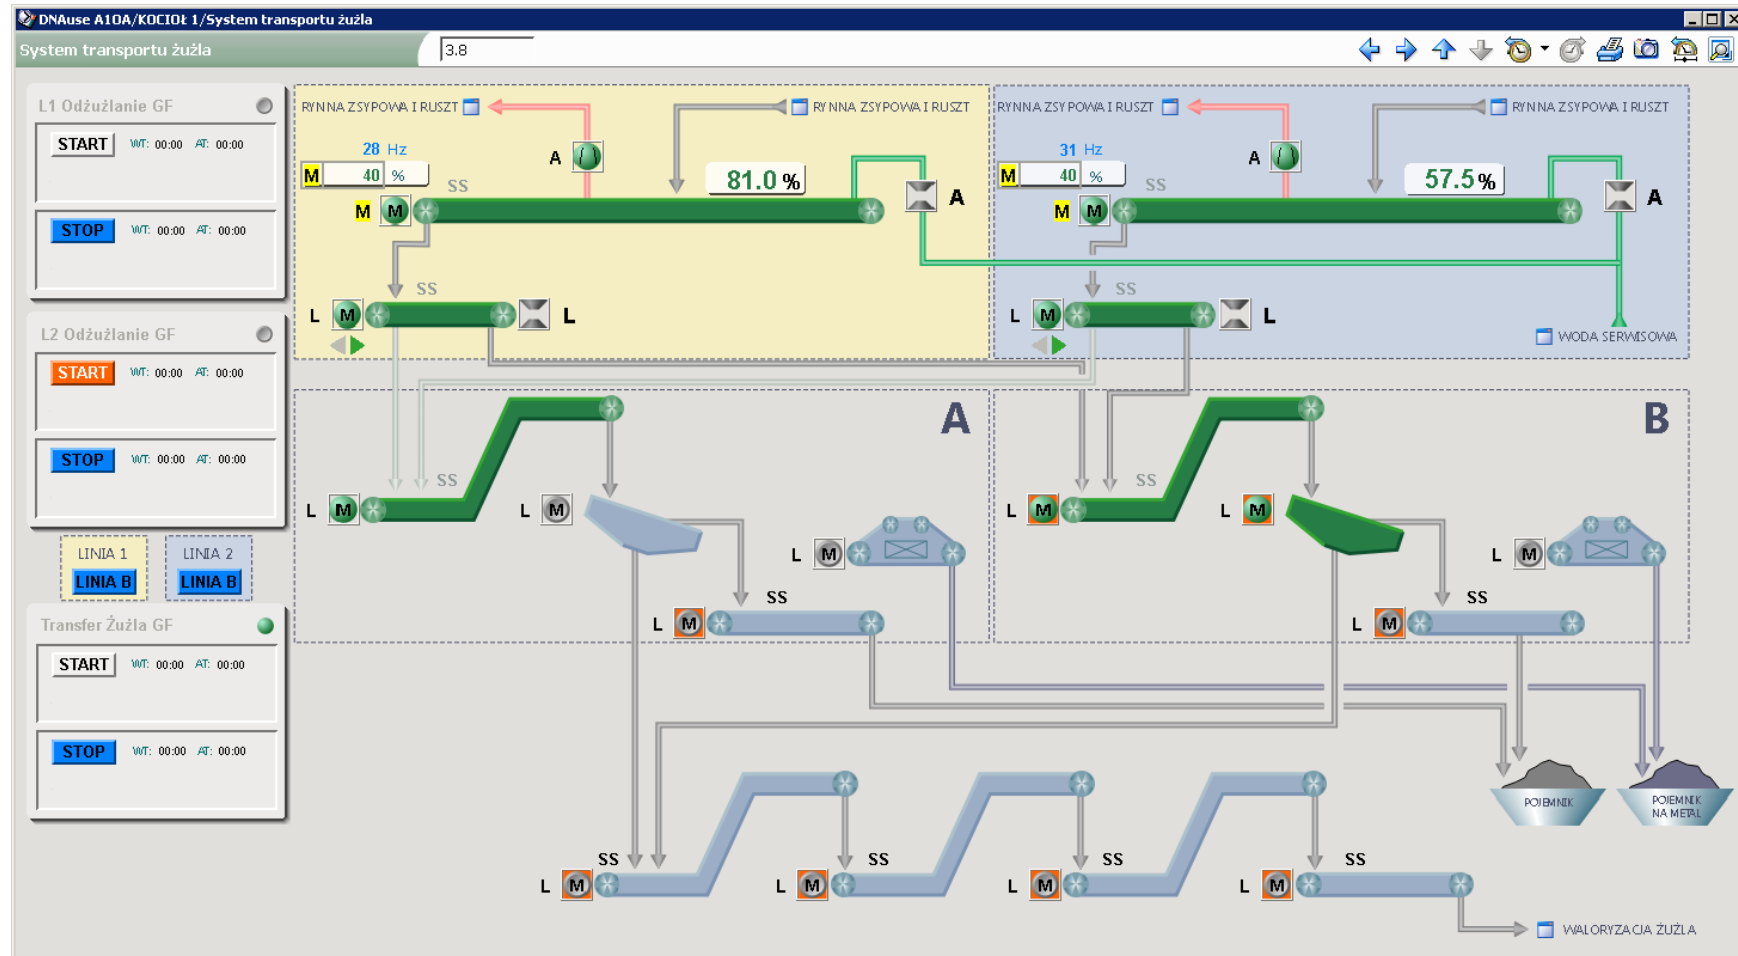 DNAuse A10A/KOCIOŁ 1/System transportu żużla
System transportu żużla
3.8
L1 Odżużlanie GF
START WT: 00:00 AT: 00:00
STOP WT: 00:00 AT: 00:00
L2 Odżużlanie GF
START WT: 00:00 AT: 00:00
STOP WT: 00:00 AT: 00:00
LINIA 1 LINIA 2
LINIA B LINIA B
Transfer Żużla GF
START WT: 00:00 AT: 00:00
STOP WT: 00:00 AT: 00:00
RYNNA ZSYPOWA I RUSZT RYNNA ZSYPOWA I RUSZT
28 Hz
A
M 40 %
SS
81.0 %
A
M M
SS
L M L
RYNNA ZSYPOWA I RUSZT RYNNA ZSYPOWA I RUSZT
31 Hz
A
M 40 %
SS
57.5 %
A
M M
SS
L M L
WODA SERWISOWA
A
SS
L M L M
L M
SS
L M
B
SS
L M L M
L M
SS
L M
POJEMNIK
POJEMNIK
NA METAL
SS SS SS SS
L M L M L M L M
WALORYZACJA ŻUŻLA